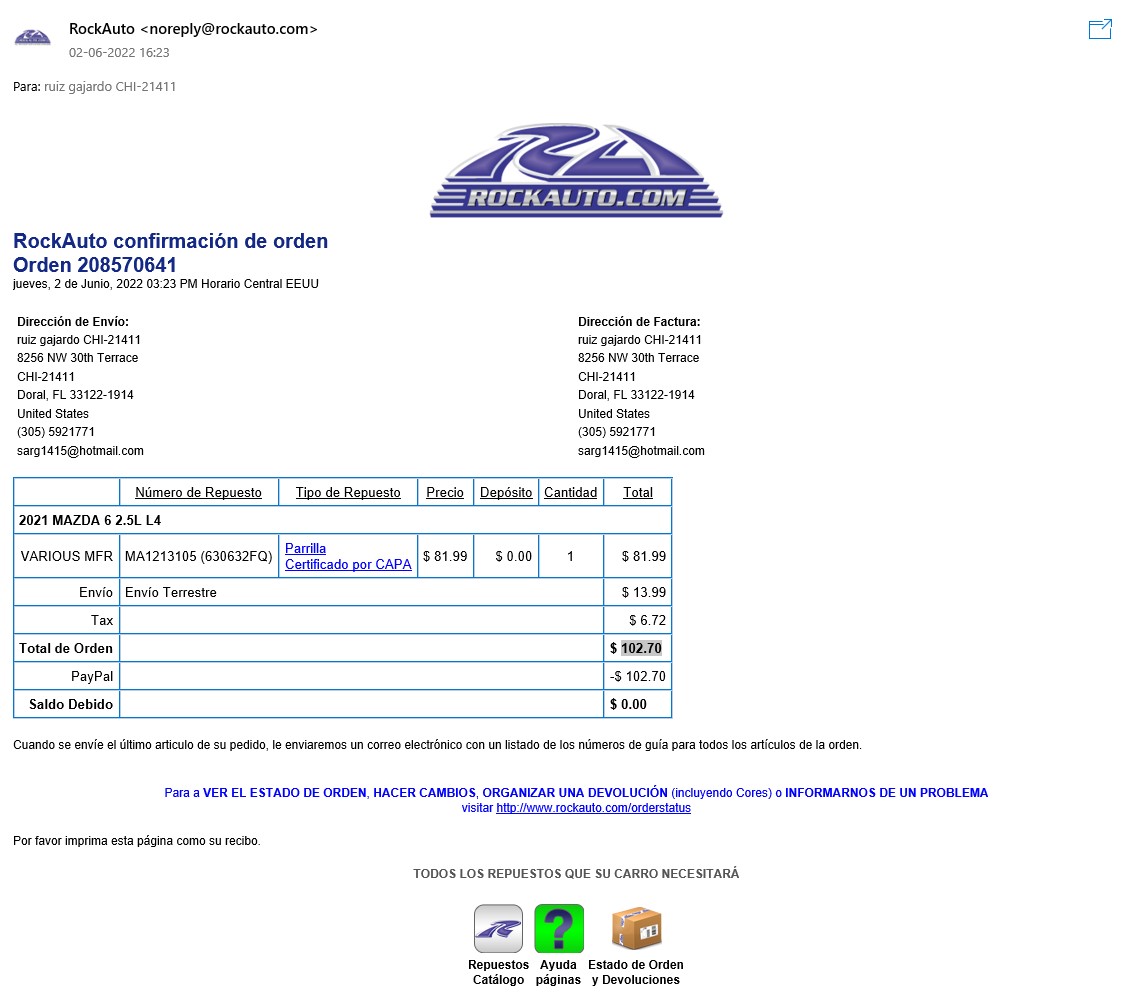 RockAuto <noreply@rockauto.com>
02-06-2022 16:23
Para: ruiz gajardo CHI-21411
RA
ROCKAUTO.COM
RockAuto confirmación de orden
Orden 208570641
jueves, 2 de Junio, 2022 03:23 PM Horario Central EEUU
Dirección de Envío:
ruiz gajardo CHI-21411
8256 NW 30th Terrace
CHI-21411
Doral, FL 33122-1914
United States
(305) 5921771
sarg1415@hotmail.com
Dirección de Factura:
ruiz gajardo CHI-21411
8256 NW 30th Terrace
CHI-21411
Doral, FL 33122-1914
United States
(305) 5921771
sarg1415@hotmail.com
Número de Repuesto Tipo de Repuesto Precio Depósito Cantidad Total
2021 MAZDA 6 2.5L L4
VARIOUS MFR MA1213105 (630632FQ) Parrilla Certificado por CAPA $ 81.99 $ 0.00 1 $ 81.99
Envío Envío Terrestre $ 13.99
Tax $ 6.72
Total de Orden $ 102.70
PayPal -$ 102.70
Saldo Debido $ 0.00
Cuando se envíe el último articulo de su pedido, le enviaremos un correo electrónico con un listado de los números de guía para todos los artículos de la orden.
Para a VER EL ESTADO DE ORDEN, HACER CAMBIOS, ORGANIZAR UNA DEVOLUCIÓN (incluyendo Cores) o INFORMARNOS DE UN PROBLEMA
visitar http://www.rockauto.com/orderstatus
Por favor imprima esta página como su recibo.
TODOS LOS REPUESTOS QUE SU CARRO NECESITARÁ
?
Repuestos Catálogo
Ayuda páginas
Estado de Orden y Devoluciones